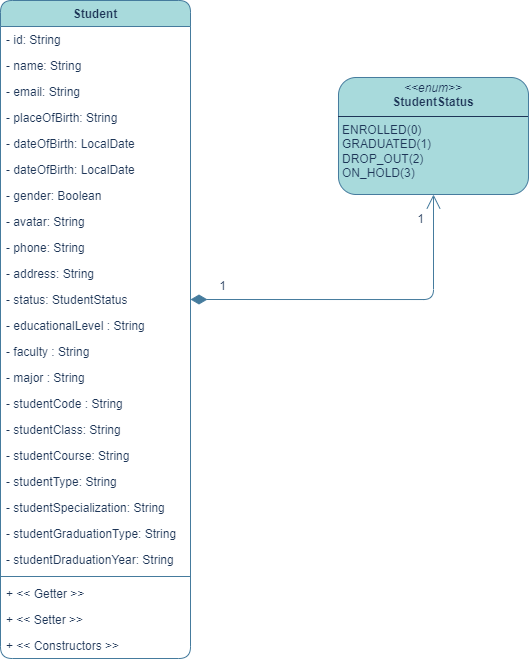 Student
- id: String
- name: String
- email: String
- placeOfBirth: String
- dateOfBirth: LocalDate
- dateOfBirth: LocalDate
- gender: Boolean
- avatar: String
- phone: String
- address: String
- status: StudentStatus
- educationalLevel : String
- faculty : String
- major : String
- studentCode : String
- studentClass: String
- studentCourse: String
- studentType: String
- studentSpecialization: String
- studentGraduationType: String
- studentDraduationYear: String
+ << Getter >>
+ << Setter >>
+ << Constructors >>
1
1
<<enum>>
StudentStatus
ENROLLED(0)
GRADUATED(1)
DROP_OUT(2)
ON_HOLD(3)